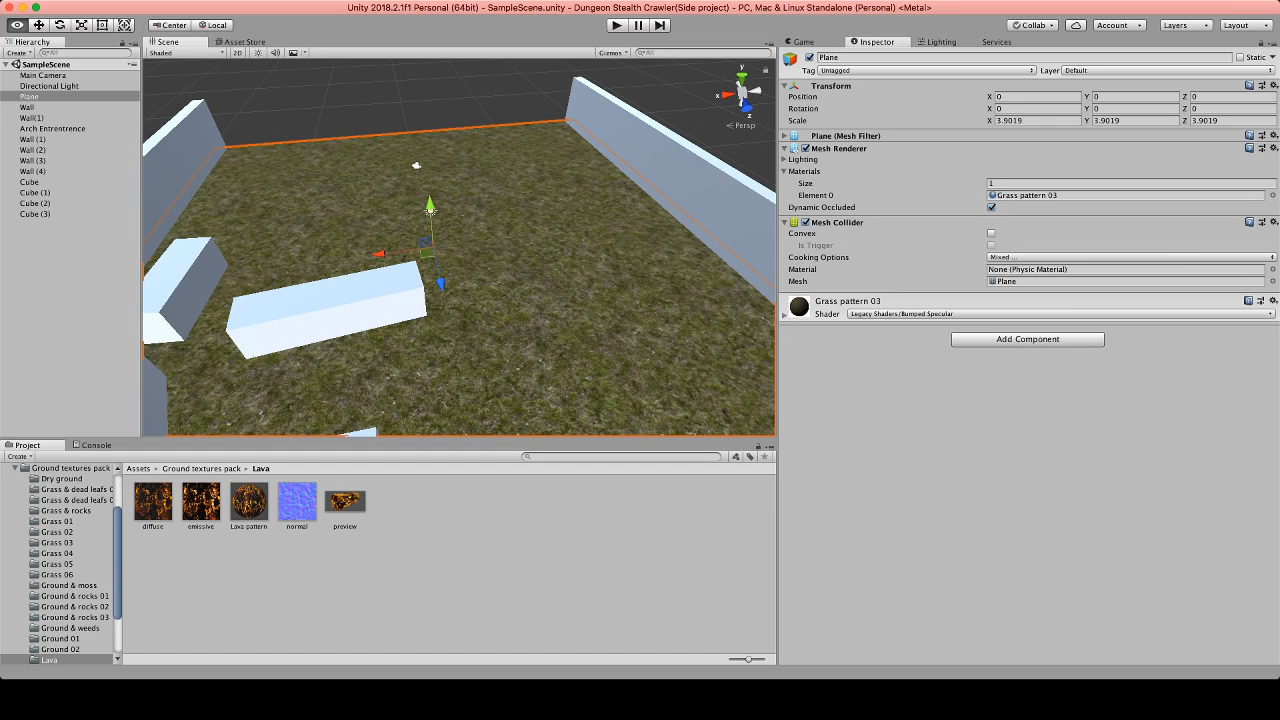 Unity 2018.2.1f1 Personal (64bit) - SampleScene.unity - Dungeon Stealth Crawler(Side project) - PC, Mac & Linux Standalone (Personal) <Metal>
Center Local Collab Account Layers Layout
Hierarchy
Create All
SampleScene
Main Camera
Directional Light
Plane
Wall
Wall(1)
Arch Entrentrence
Wall (1)
Wall (2)
Wall (3)
Wall (4)
Cube
Cube (1)
Cube (2)
Cube (3)
Scene Asset Store
Shaded 2D Gizmos All
y
x
z
Persp
Game Inspector Lighting Services
Plane Static
Tag Untagged Layer Default
Transform
Position X 0 Y 0 Z 0
Rotation X 0 Y 0 Z 0
Scale X 3.9019 Y 3.9019 Z 3.9019
Plane (Mesh Filter)
Mesh Renderer
Lighting
Materials
Size 1
Element 0 Grass pattern 03
Dynamic Occluded
Mesh Collider
Convex
Is Trigger
Cooking Options Mixed ...
Material None (Physic Material)
Mesh Plane
Grass pattern 03
Shader Legacy Shaders/Bumped Specular
Add Component
Project Console
Create
Ground textures pack
Dry ground
Grass & dead leafs
Grass & dead leafs
Grass & rocks
Grass 01
Grass 02
Grass 03
Grass 04
Grass 05
Grass 06
Ground & moss
Ground & rocks 01
Ground & rocks 02
Ground & rocks 03
Ground & weeds
Ground 01
Ground 02
Lava
Assets Ground textures pack Lava
diffuse emissive Lava pattern normal preview